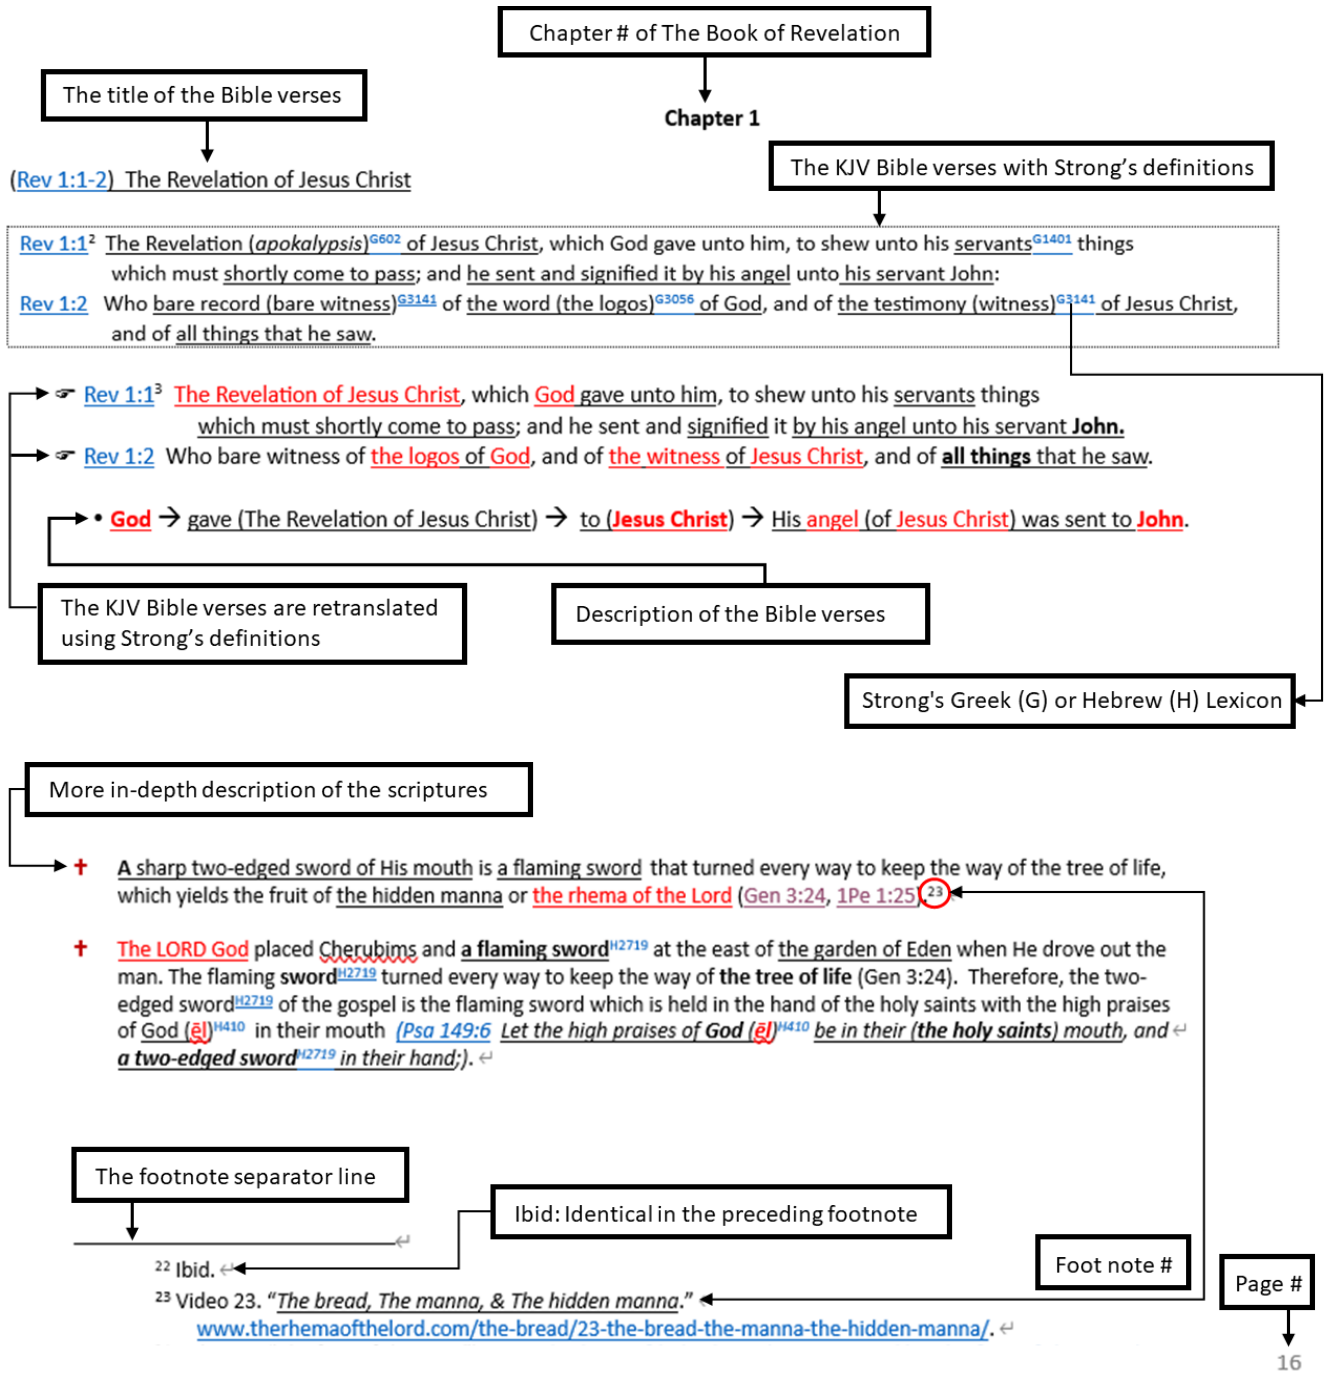 Chapter # of The Book of Revelation
The title of the Bible verses
Chapter 1
The KJV Bible verses with Strong's definitions
(Rev 1:1-2)  The Revelation of Jesus Christ
Rev 1:1²  The Revelation (apokalypsis)G602 of Jesus Christ, which God gave unto him, to shew unto his servantsG1401 things
which must shortly come to pass; and he sent and signified it by his angel unto his servant John:
Rev 1:2  Who bare record (bare witness)G3141 of the word (the logos)G3056 of God, and of the testimony (witness)G3141 of Jesus Christ,
and of all things that he saw.
☞ Rev 1:1³  The Revelation of Jesus Christ, which God gave unto him, to shew unto his servants things
which must shortly come to pass; and he sent and signified it by his angel unto his servant John.
☞ Rev 1:2  Who bare witness of the logos of God, and of the witness of Jesus Christ, and of all things that he saw.
• God → gave (The Revelation of Jesus Christ) → to (Jesus Christ) → His angel (of Jesus Christ) was sent to John.
The KJV Bible verses are retranslated
using Strong's definitions
Description of the Bible verses
Strong's Greek (G) or Hebrew (H) Lexicon
More in-depth description of the scriptures
✝ A sharp two-edged sword of His mouth is a flaming sword that turned every way to keep the way of the tree of life,
which yields the fruit of the hidden manna or the rhema of the Lord (Gen 3:24, 1Pe 1:25).²³
✝ The LORD God placed Cherubims and a flaming swordH2719 at the east of the garden of Eden when He drove out the
man. The flaming swordH2719 turned every way to keep the way of the tree of life (Gen 3:24).  Therefore, the two-
edged swordH2719 of the gospel is the flaming sword which is held in the hand of the holy saints with the high praises
of God (ēl)H410 in their mouth (Psa 149:6 Let the high praises of God (ēl)H410 be in their (the holy saints) mouth, and ↵
a two-edged swordH2719 in their hand;). ↵
The footnote separator line
Ibid: Identical in the preceding footnote
Foot note #
Page #
²² Ibid. ↵
²³ Video 23. “The bread, The manna, & The hidden manna.”
www.therhemaofthelord.com/the-bread/23-the-bread-the-manna-the-hidden-manna/. ↵
16